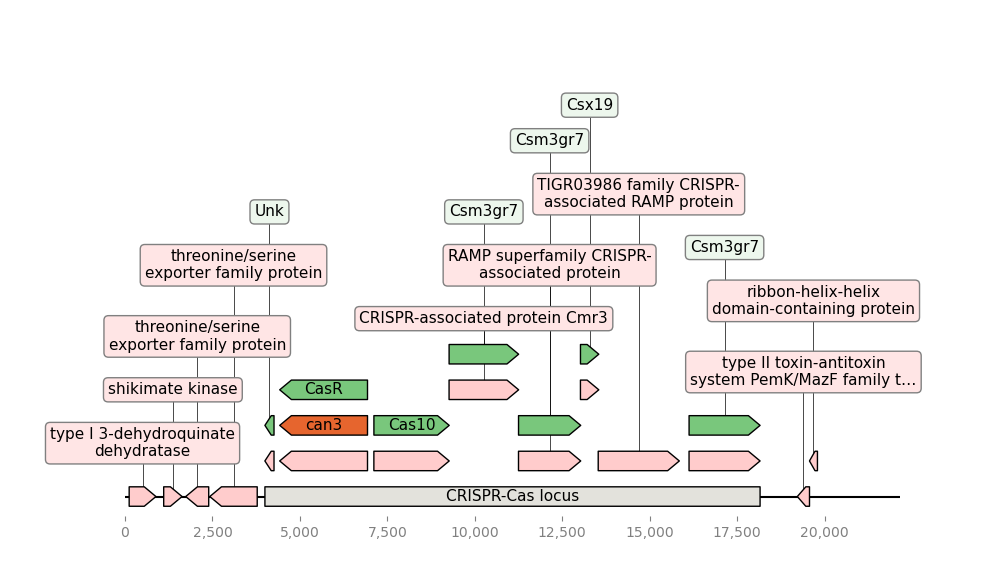 Csx19
Csm3gr7
TIGR03986 family CRISPR-
associated RAMP protein
Unk
Csm3gr7
Csm3gr7
threonine/serine
exporter family protein
RAMP superfamily CRISPR-
associated protein
ribbon-helix-helix
domain-containing protein
CRISPR-associated protein Cmr3
threonine/serine
exporter family protein
type II toxin-antitoxin
system PemK/MazF family t...
shikimate kinase
CasR
can3
Cas10
type I 3-dehydroquinate
dehydratase
CRISPR-Cas locus
0 2,500 5,000 7,500 10,000 12,500 15,000 17,500 20,000